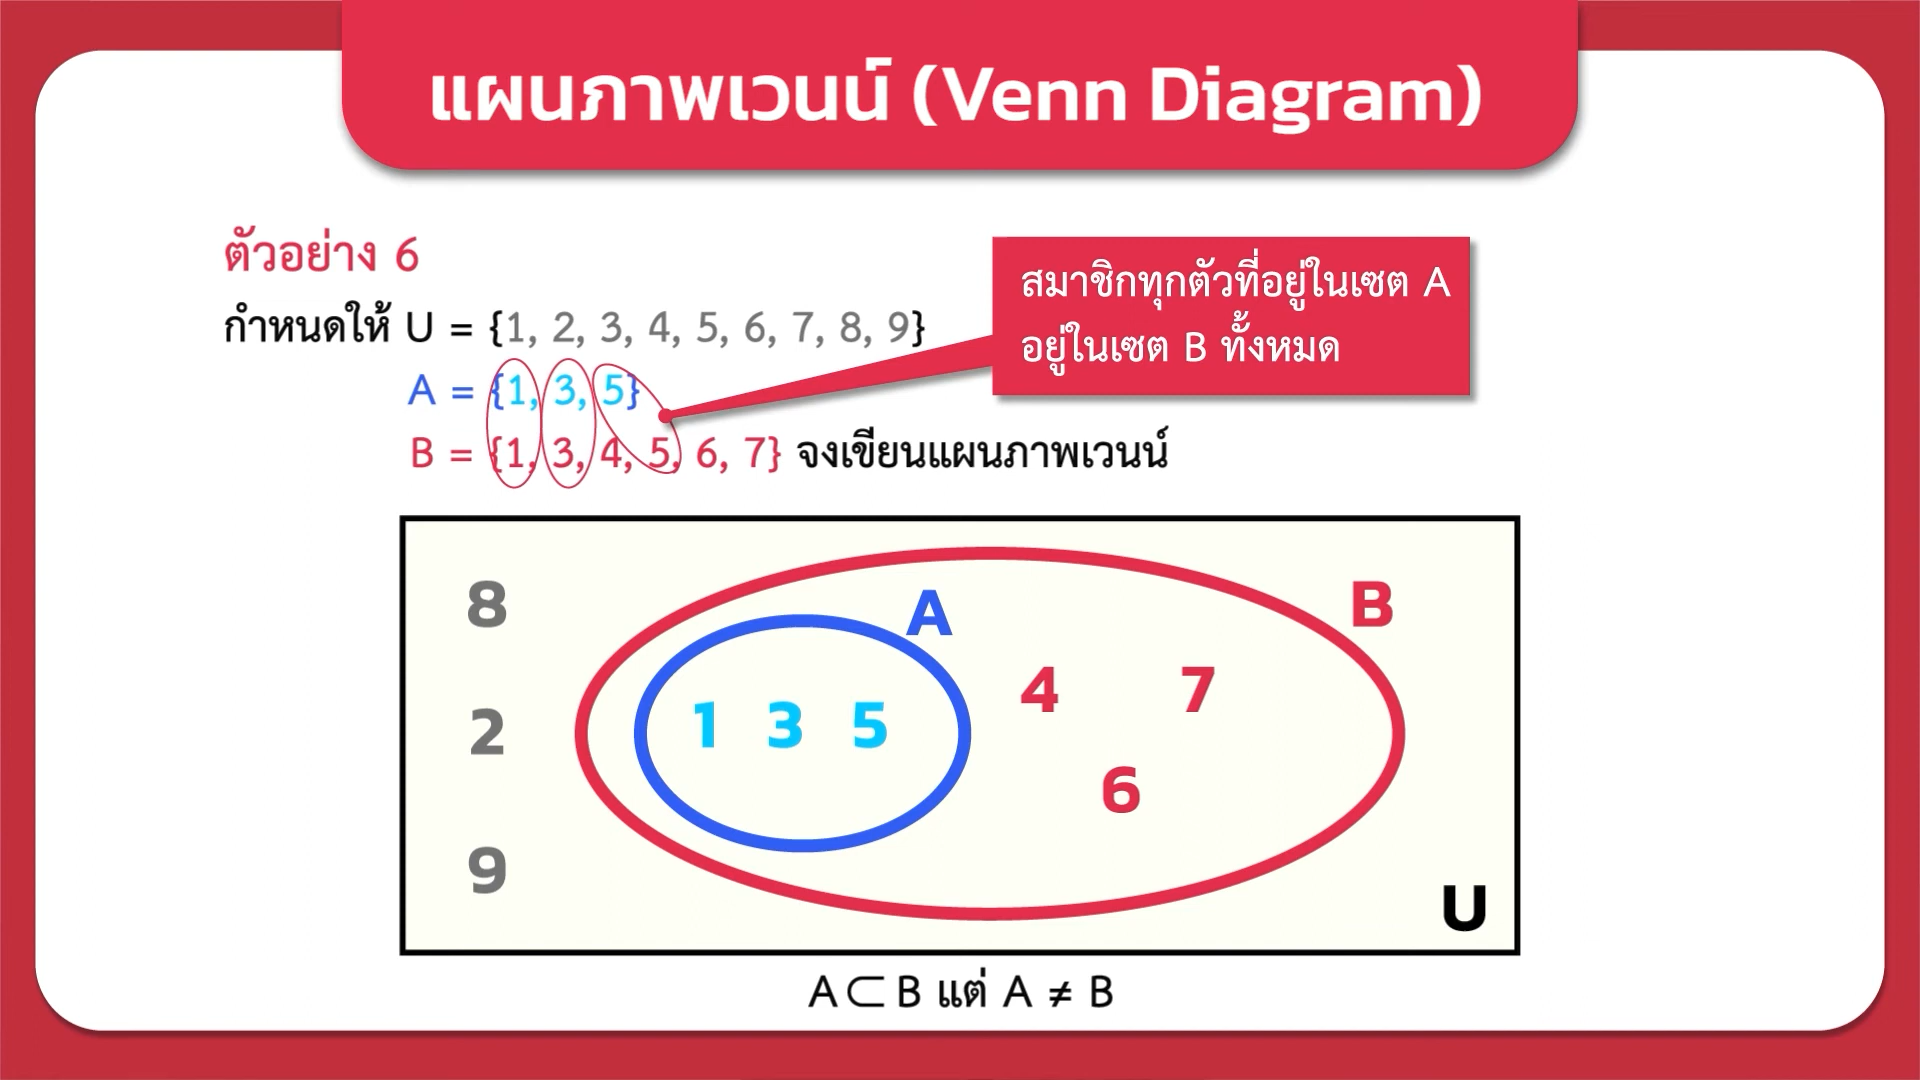 แผนภาพเวนน์ (Venn Diagram)
ตัวอย่าง 6
กำหนดให้ U = {1, 2, 3, 4, 5, 6, 7, 8, 9}
สมาชิกทุกตัวที่อยู่ในเซต A
อยู่ในเซต B ทั้งหมด
A = {1, 3, 5}
B = {1, 3, 4, 5, 6, 7} จงเขียนแผนภาพเวนน์
8
A
B
4
7
1 3 5
2
6
9
U
A ⊂ B แต่ A ≠ B